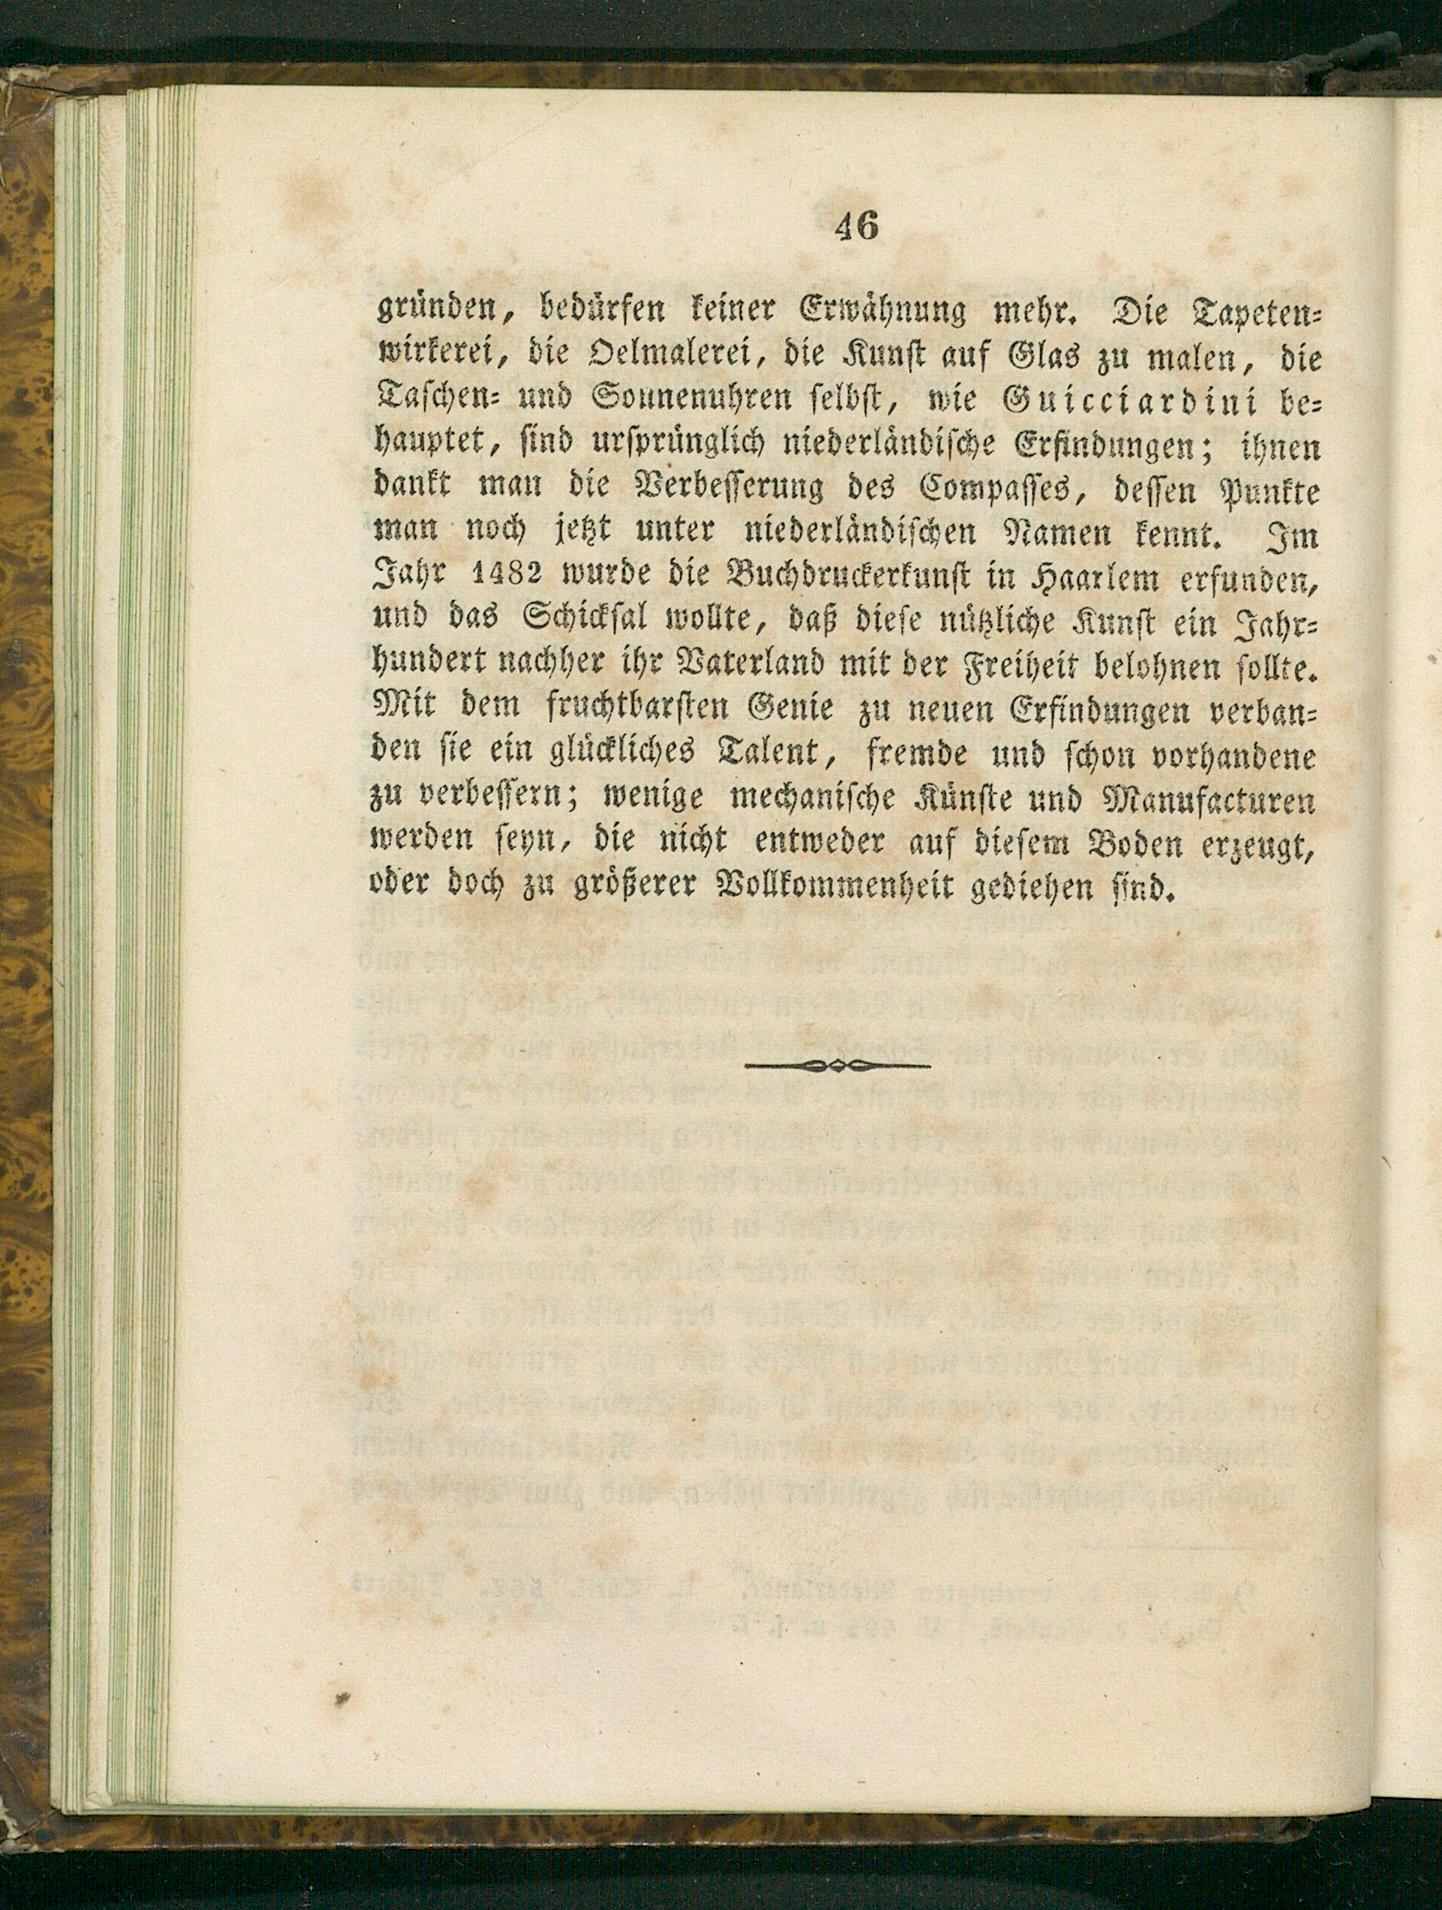 46
gründen, bedürfen keiner Erwähnung mehr. Die Tapeten-
wirkerei, die Oelmalerei, die Kunst auf Glas zu malen, die
Taschen- und Sonnenuhren selbst, wie Guicciardini be-
hauptet, sind ursprünglich niederländische Erfindungen; ihnen
dankt man die Verbesserung des Compasses, dessen Punkte
man noch jetzt unter niederländischen Namen kennt. Im
Jahr 1482 wurde die Buchdruckerkunst in Haarlem erfunden,
und das Schicksal wollte, daß diese nützliche Kunst ein Jahr-
hundert nachher ihr Vaterland mit der Freiheit belohnen sollte.
Mit dem fruchtbarsten Genie zu neuen Erfindungen verban-
den sie ein glückliches Talent, fremde und schon vorhandene
zu verbessern; wenige mechanische Künste und Manufacturen
werden seyn, die nicht entweder auf diesem Boden erzeugt,
oder doch zu größerer Vollkommenheit gediehen sind.